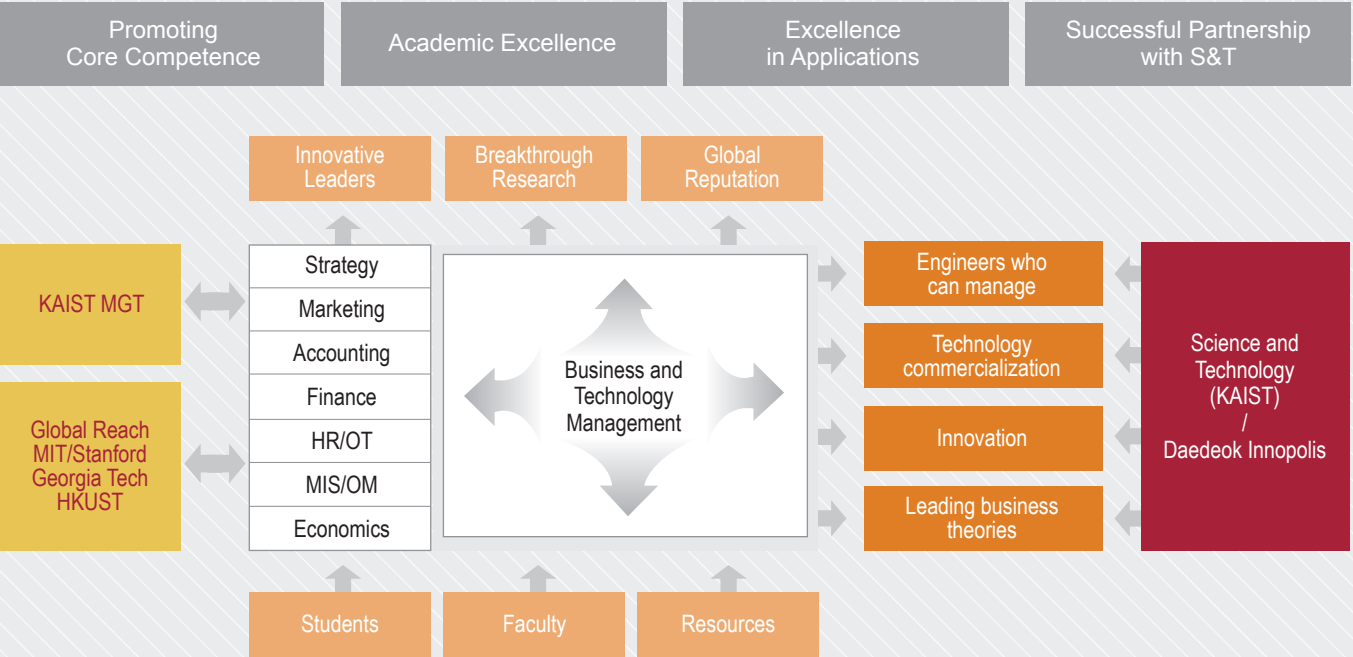 Promoting
Core Competence
Academic Excellence
Excellence
in Applications
Successful Partnership
with S&T
Innovative
Leaders
Breakthrough
Research
Global
Reputation
KAIST MGT
Global Reach
MIT/Stanford
Georgia Tech
HKUST
Strategy
Marketing
Accounting
Finance
HR/OT
MIS/OM
Economics
Business and
Technology
Management
Engineers who
can manage
Technology
commercialization
Innovation
Leading business
theories
Science and
Technology
(KAIST)
/
Daedeok Innopolis
Students
Faculty
Resources